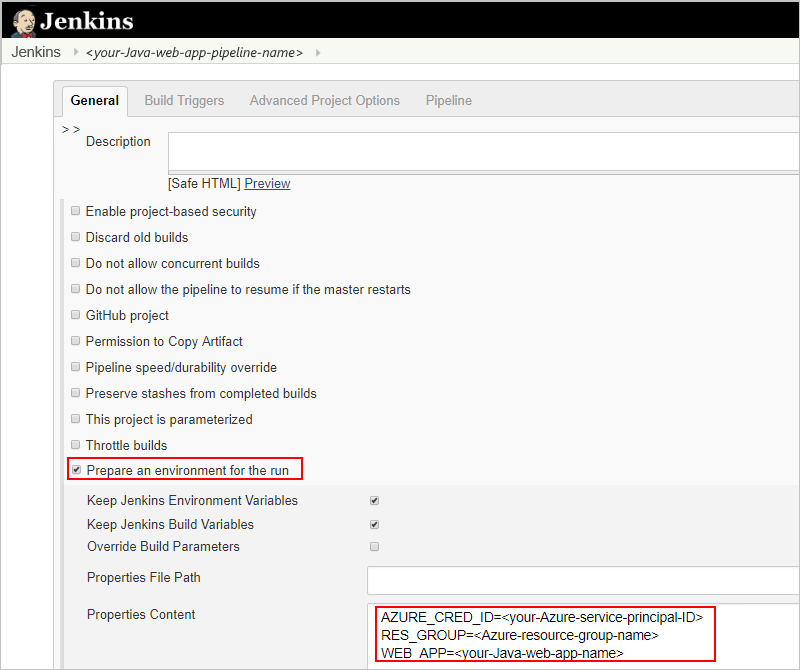 Jenkins
Jenkins <your-Java-web-app-pipeline-name>
General Build Triggers Advanced Project Options Pipeline
> >
Description
[Safe HTML] Preview
Enable project-based security
Discard old builds
Do not allow concurrent builds
Do not allow the pipeline to resume if the master restarts
GitHub project
Permission to Copy Artifact
Pipeline speed/durability override
Preserve stashes from completed builds
This project is parameterized
Throttle builds
Prepare an environment for the run
Keep Jenkins Environment Variables
Keep Jenkins Build Variables
Override Build Parameters
Properties File Path
Properties Content
AZURE_CRED_ID=<your-Azure-service-principal-ID>
RES_GROUP=<Azure-resource-group-name>
WEB_APP=<your-Java-web-app-name>